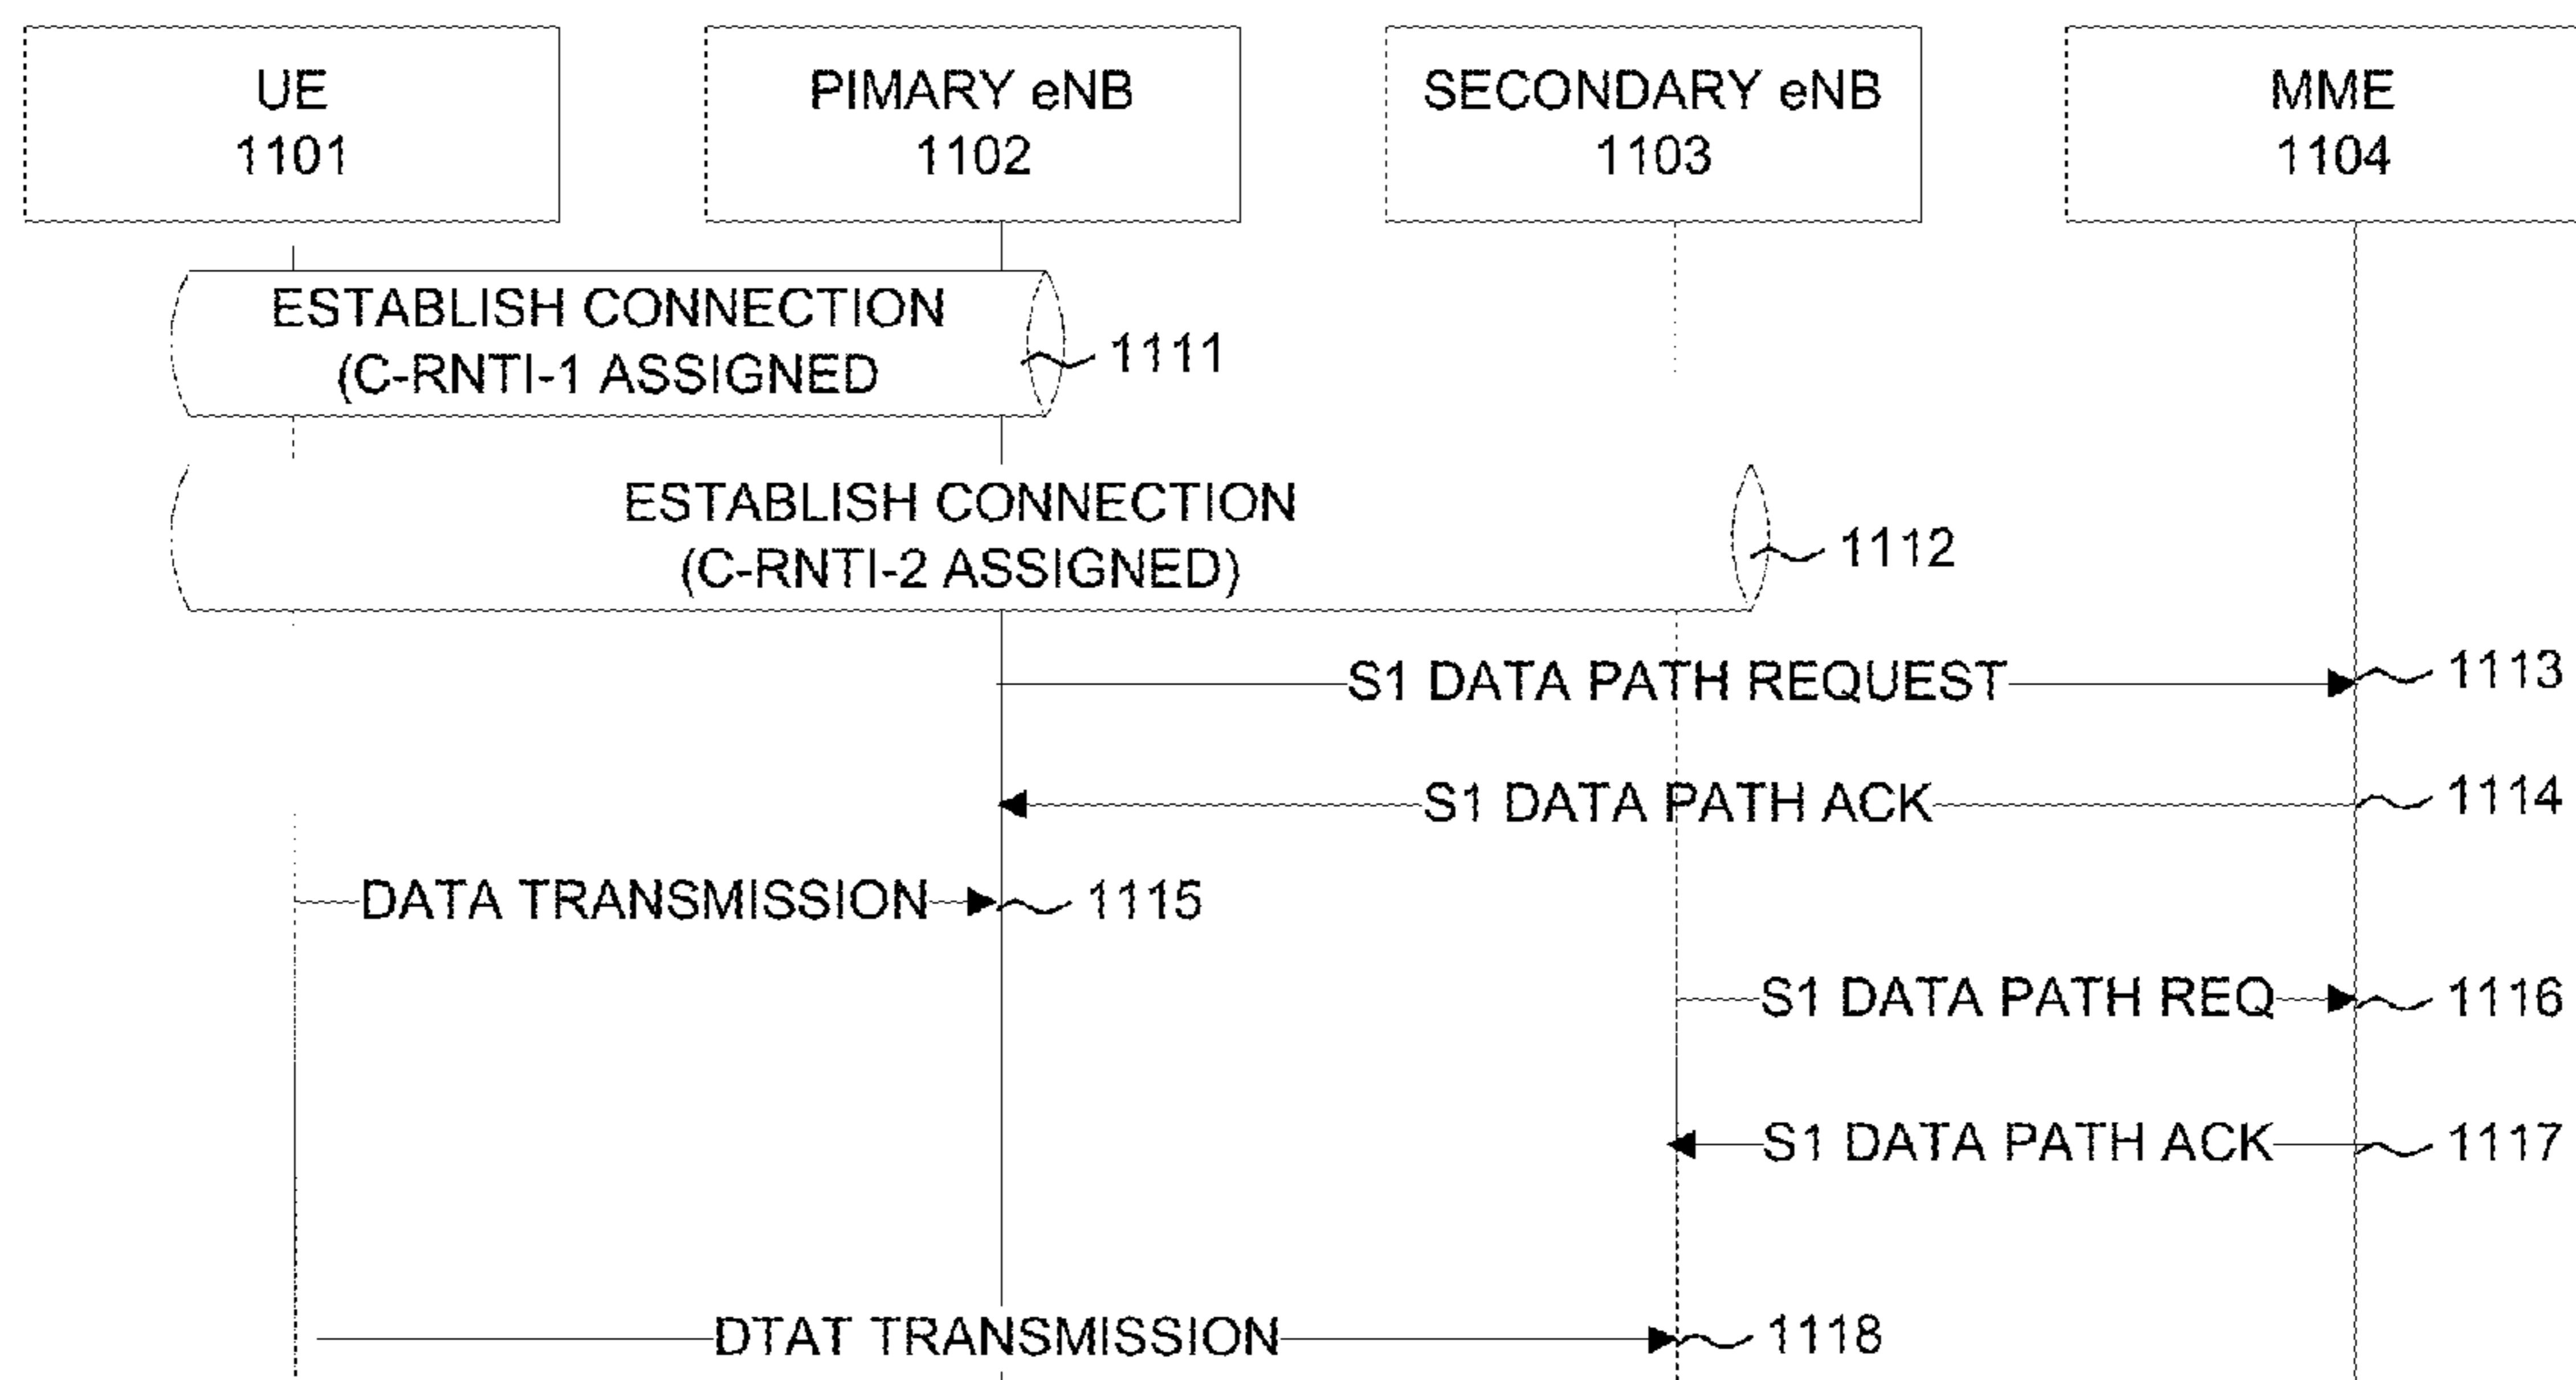 UE
1101
PIMARY eNB
1102
SECONDARY eNB
1103
MME
1104
ESTABLISH CONNECTION
(C-RNTI-1 ASSIGNED
1111
ESTABLISH CONNECTION
(C-RNTI-2 ASSIGNED)
1112
S1 DATA PATH REQUEST
1113
S1 DATA PATH ACK
1114
DATA TRANSMISSION
1115
S1 DATA PATH REQ
1116
S1 DATA PATH ACK
1117
DTAT TRANSMISSION
1118